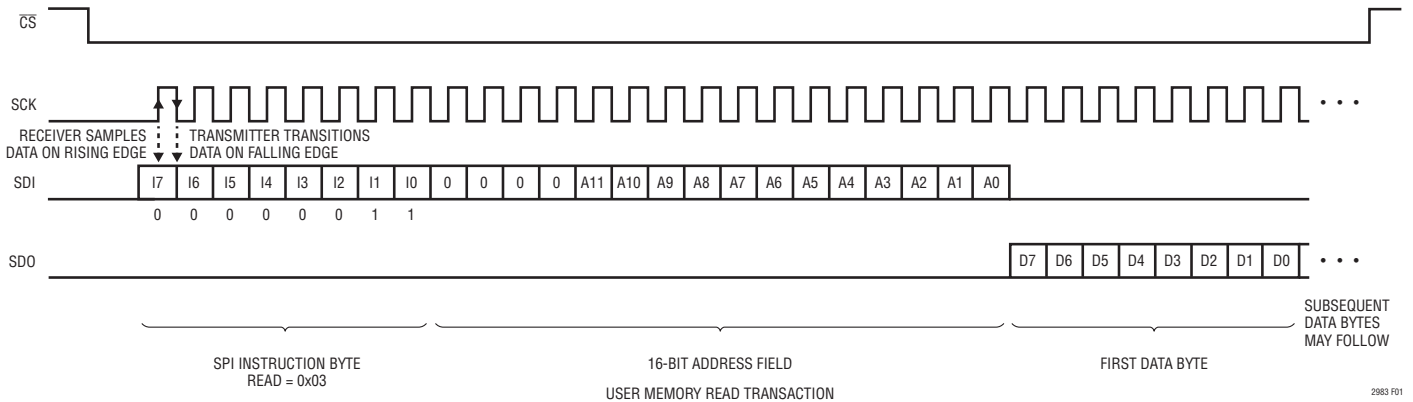 CS
SCK
RECEIVER SAMPLES
DATA ON RISING EDGE
TRANSMITTER TRANSITIONS
DATA ON FALLING EDGE
SDI I7 I6 I5 I4 I3 I2 I1 I0 0 0 0 0 A11 A10 A9 A8 A7 A6 A5 A4 A3 A2 A1 A0
0 0 0 0 0 0 1 1
SDO D7 D6 D5 D4 D3 D2 D1 D0 • • •
SPI INSTRUCTION BYTE
READ = 0x03
16-BIT ADDRESS FIELD
FIRST DATA BYTE
SUBSEQUENT
DATA BYTES
MAY FOLLOW
USER MEMORY READ TRANSACTION
2983 F01